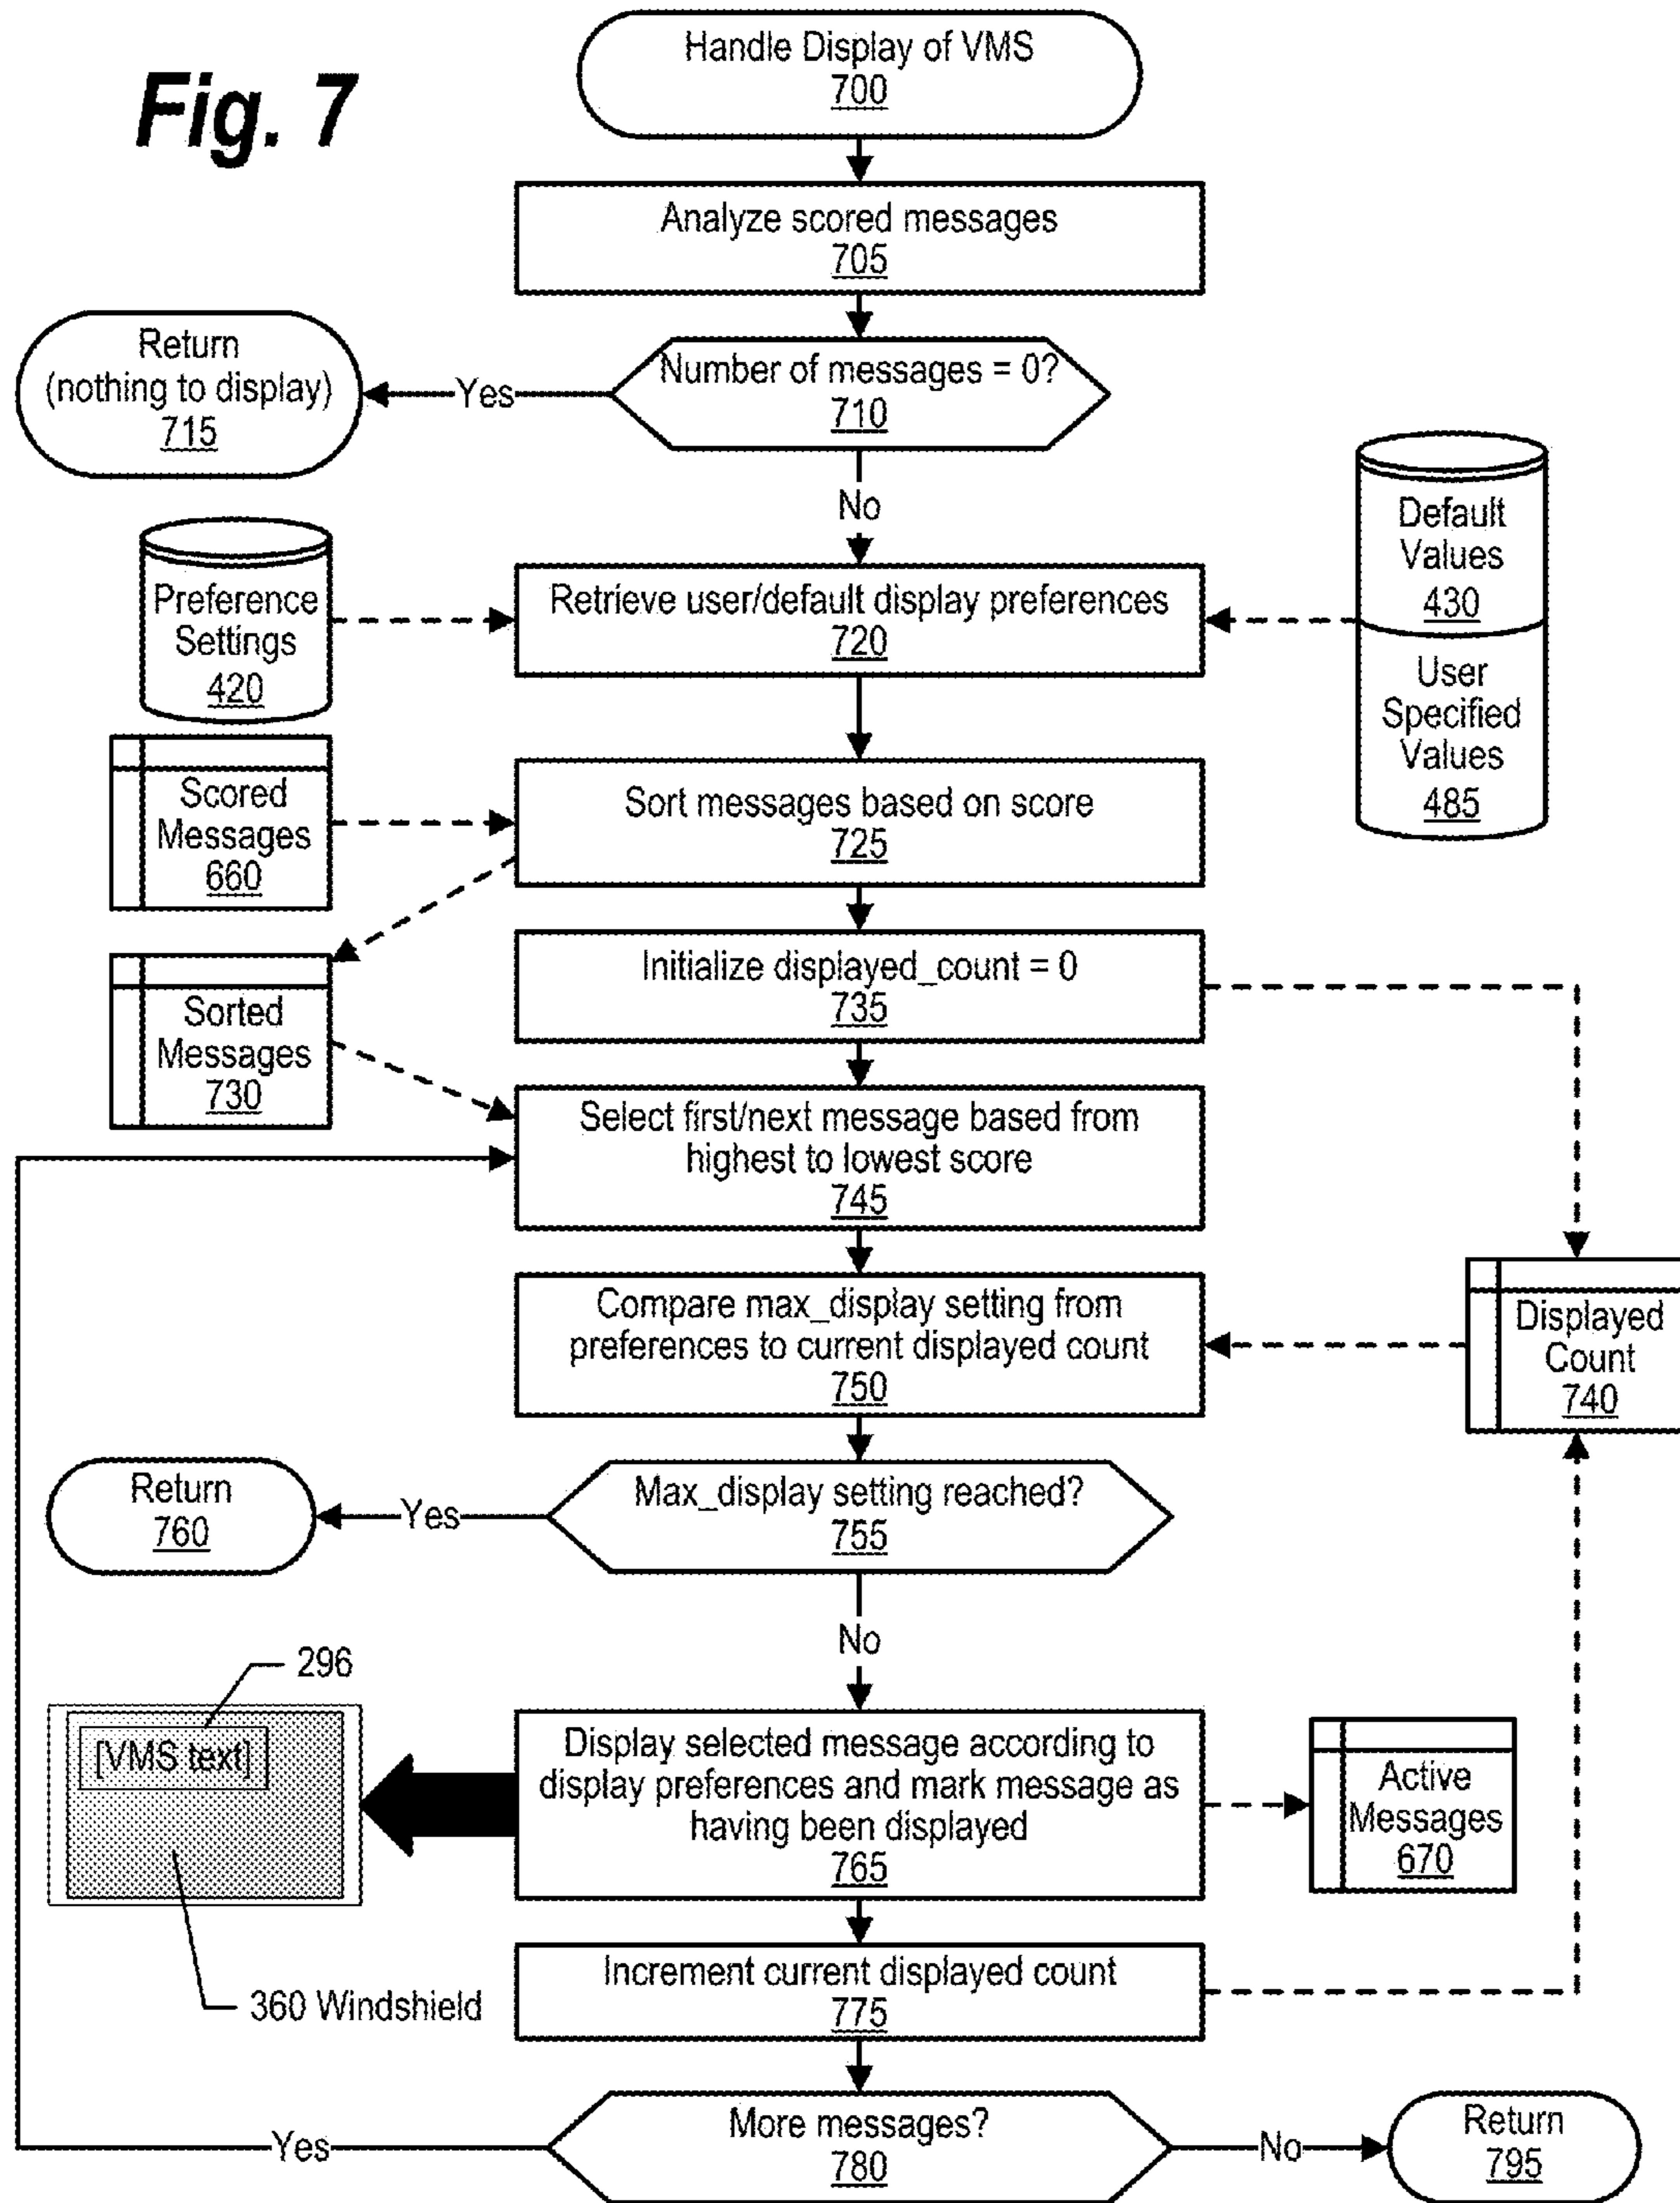 Fig. 7
Handle Display of VMS
700
Analyze scored messages
705
Number of messages = 0?
710
Yes
Return
(nothing to display)
715
No
Default
Values
430
User
Specified
Values
485
Preference
Settings
420
Retrieve user/default display preferences
720
Scored
Messages
660
Sort messages based on score
725
Initialize displayed_count = 0
735
Sorted
Messages
730
Select first/next message based from
highest to lowest score
745
Compare max_display setting from
preferences to current displayed count
750
Displayed
Count
740
Max_display setting reached?
755
Yes
Return
760
No
296
[VMS text]
360 Windshield
Display selected message according to
display preferences and mark message as
having been displayed
765
Active
Messages
670
Increment current displayed count
775
More messages?
780
Yes
No
Return
795